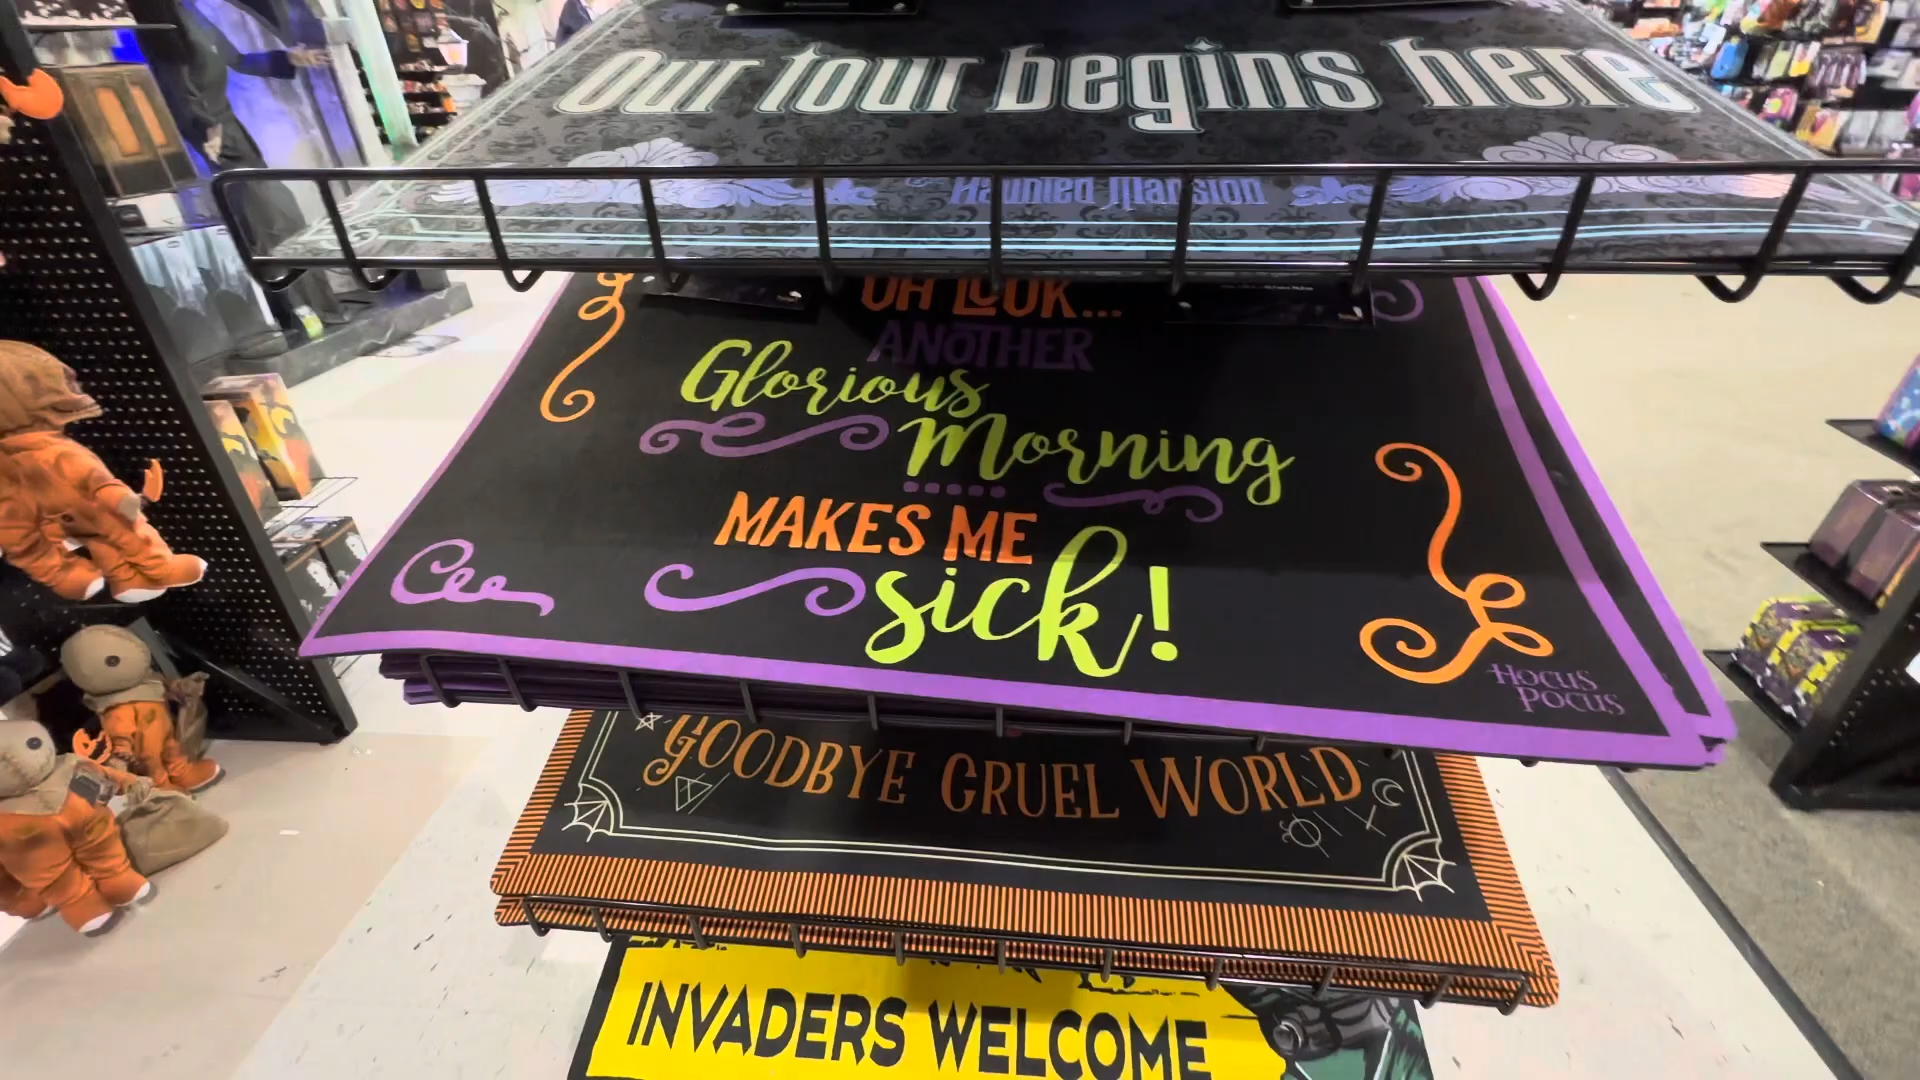 Our tour begins here
The Haunted Mansion
OH LOOK...
ANOTHER
Glorious
Morning
MAKES ME
sick!
HOCUS
POCUS
GOODBYE CRUEL WORLD
INVADERS WELCOME